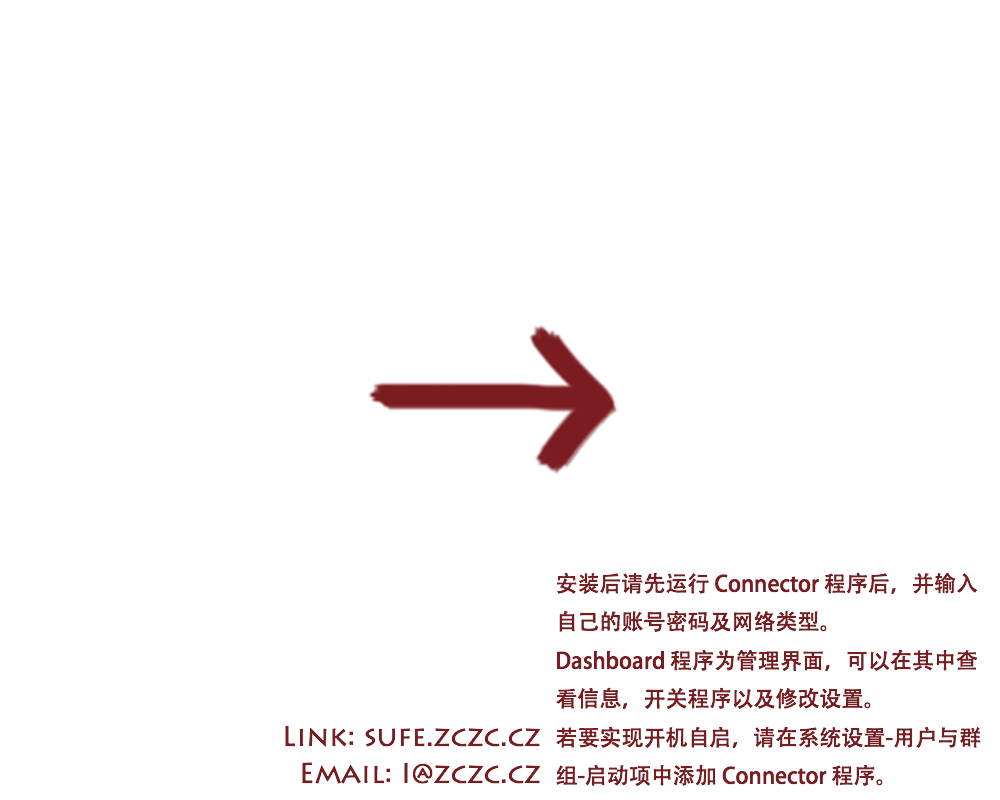 安装后请先运行 Connector 程序后，并输入
自己的账号密码及网络类型。
Dashboard 程序为管理界面，可以在其中查
看信息，开关程序以及修改设置。
若要实现开机自启，请在系统设置-用户与群
组-启动项中添加 Connector 程序。
Link: sufe.zczc.cz
Email: l@zczc.cz